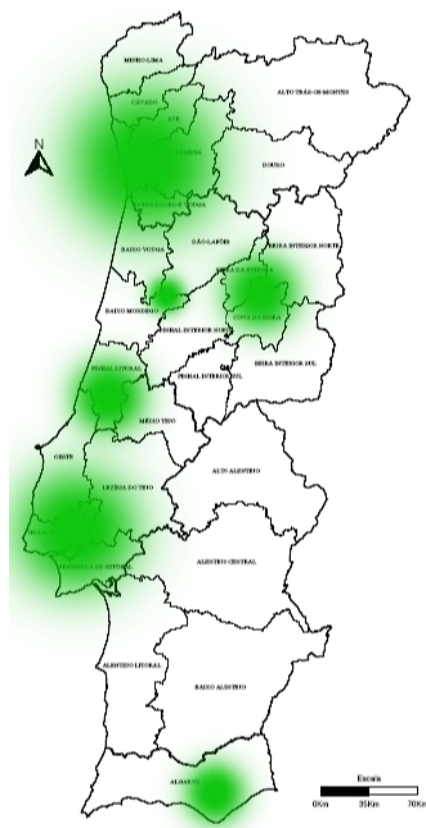 MINHO-LIMA
ALTO TRÁS-OS-MONTES
CÁVADO
AVE
DOURO
N
ENTRE DOURO E VOUGA
DÃO-LAFÕES
BEIRA INTERIOR NORTE
BAIXO VOUGA
SERRA DA ESTRELA
BAIXO MONDEGO
COVA DA BEIRA
PINHAL INTERIOR NORTE
BEIRA INTERIOR SUL
PINHAL LITORAL
PINHAL INTERIOR SUL
MÉDIO TEJO
OESTE
ALTO ALENTEJO
LEZÍRIA DO TEJO
ALENTEJO CENTRAL
PENÍNSULA DE SETÚBAL
ALENTEJO LITORAL
BAIXO ALENTEJO
ALGARVE
Escala
0Km 35Km 70Km